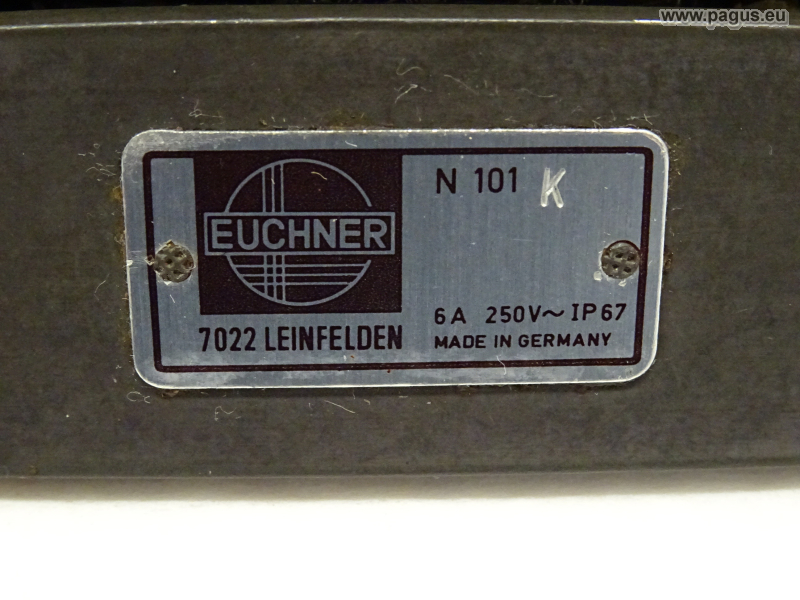 www.pagus.eu
EUCHNER
7022 LEINFELDEN
N 101 K
6A 250V~ IP67
MADE IN GERMANY